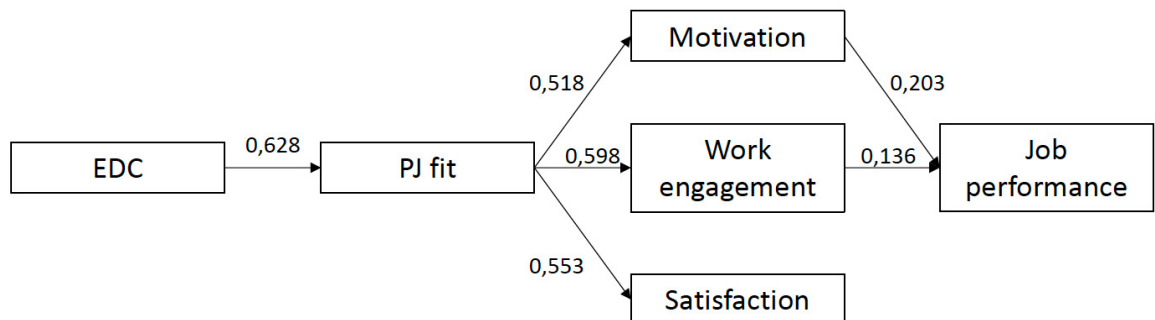 Motivation
0,518
0,203
0,628
EDC
PJ fit
0,598
Work
engagement
0,136
Job
performance
0,553
Satisfaction